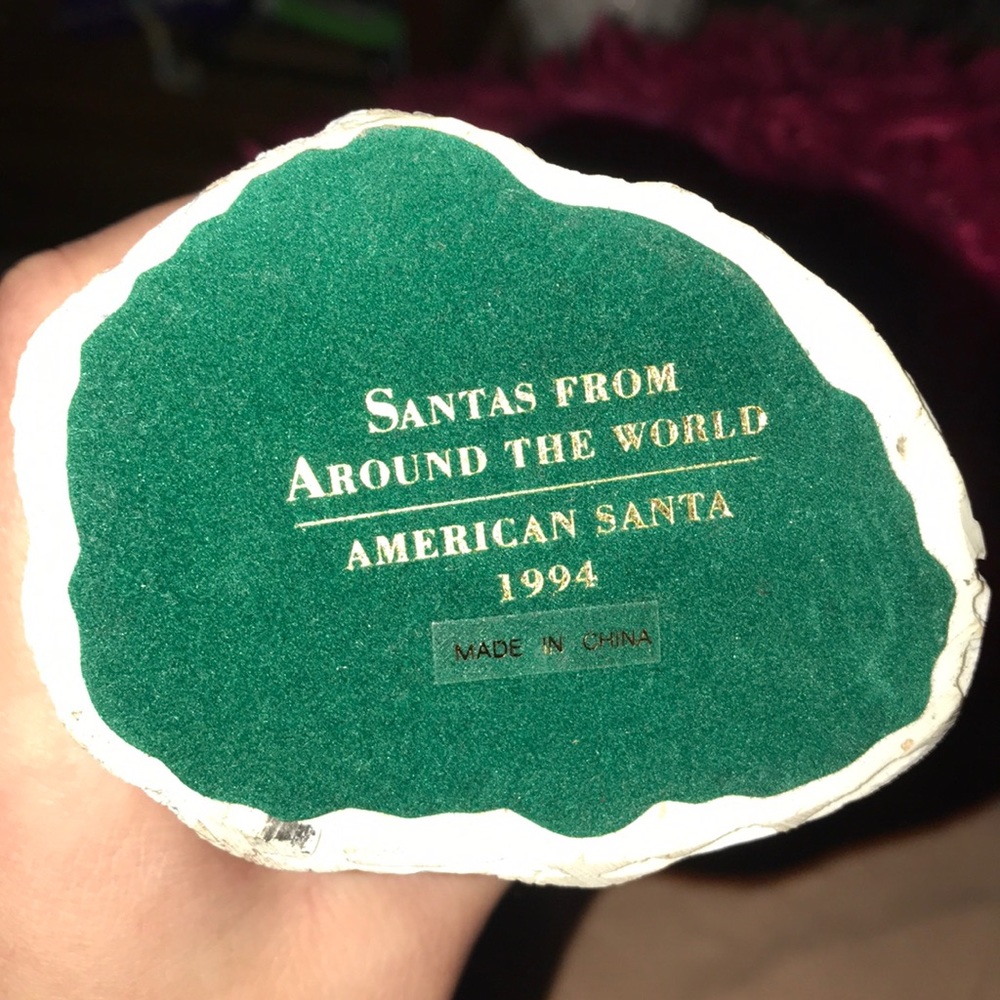 SANTAS FROM
AROUND THE WORLD
AMERICAN SANTA
1994
MADE IN CHINA